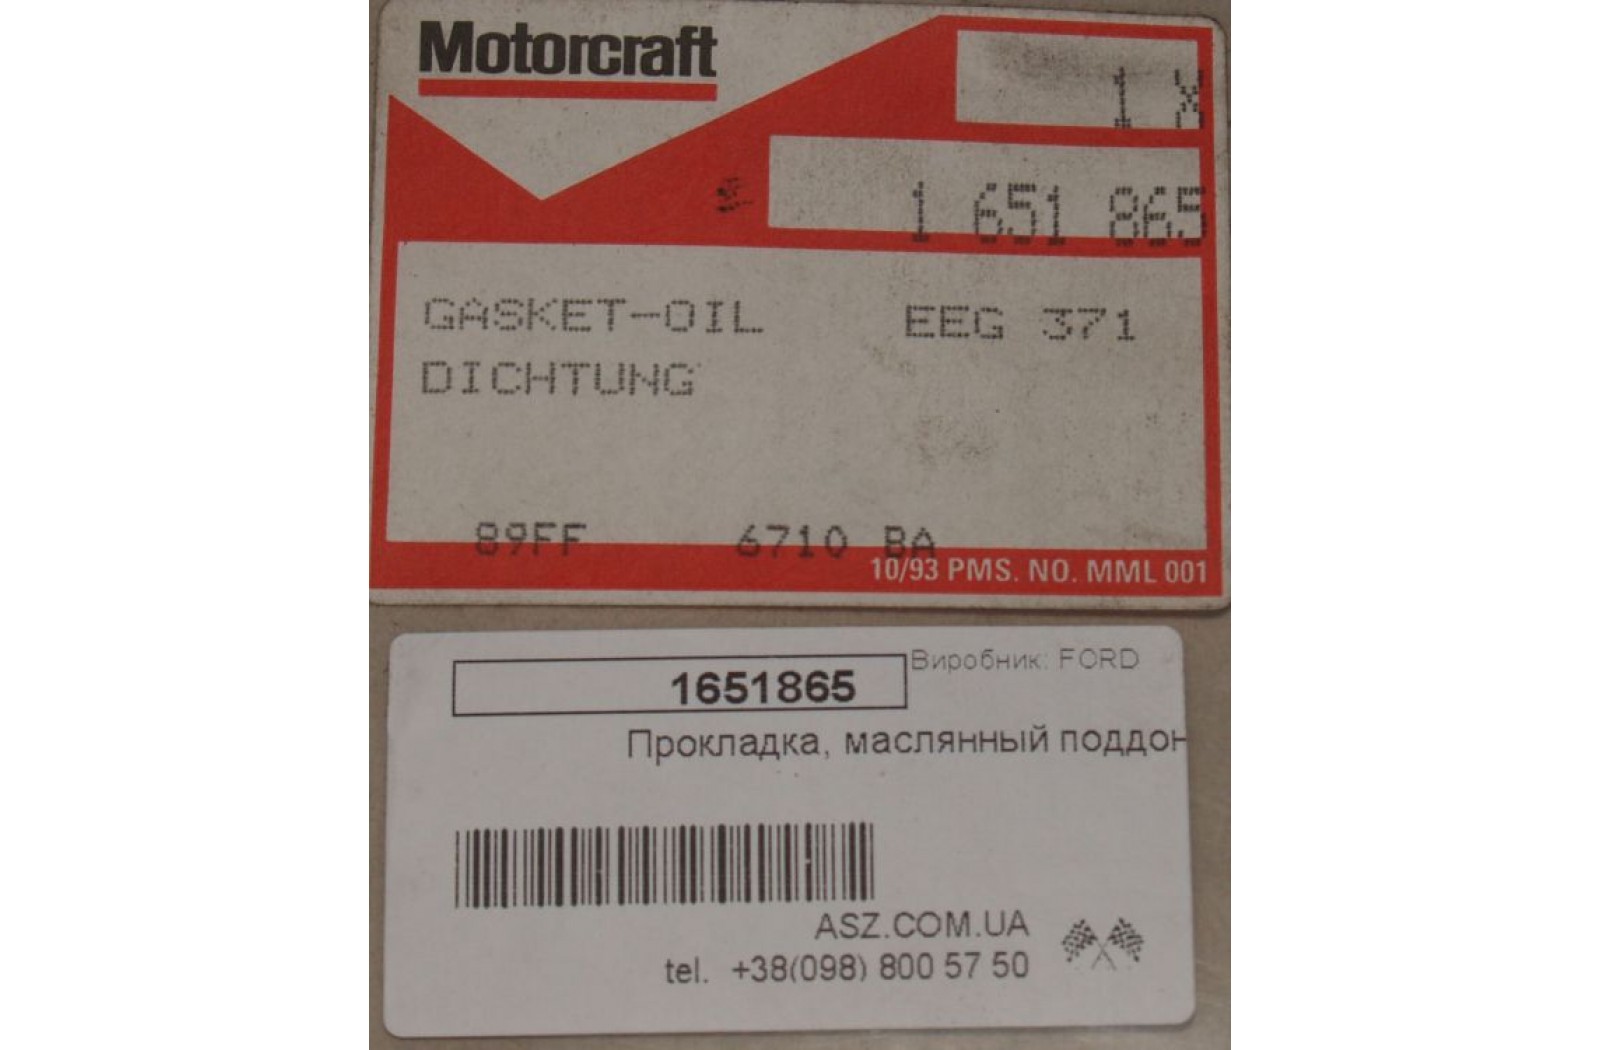 Motorcraft
1 X
1 651 865
GASKET-OIL EEG 371
DICHTUNG
89FF 6710 BA
10/93 PMS. NO. MML 001
Виробник: FORD
1651865
Прокладка, маслянный поддон
ASZ.COM.UA
tel. +38(098) 800 57 50